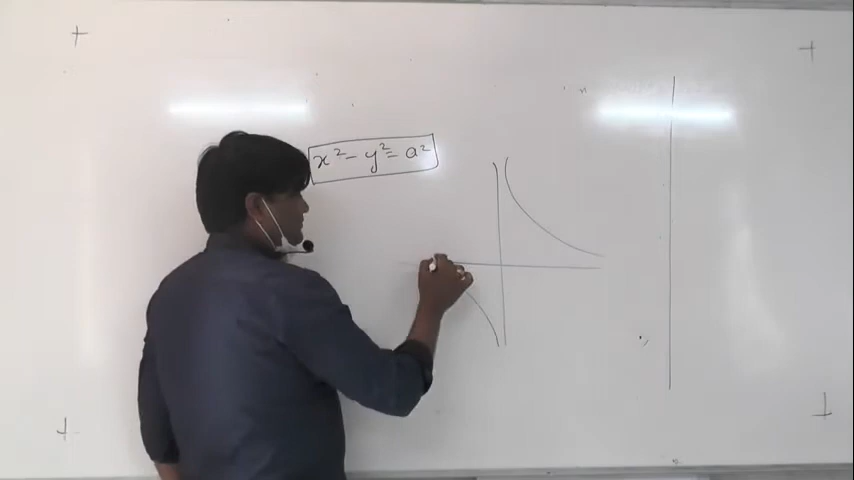 x² - y² = a²